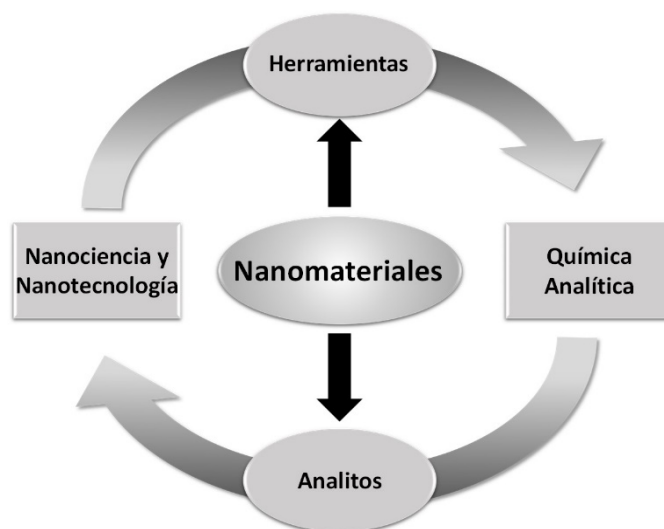 Herramientas
Nanociencia y
Nanotecnología
Nanomateriales
Química
Analítica
Analitos